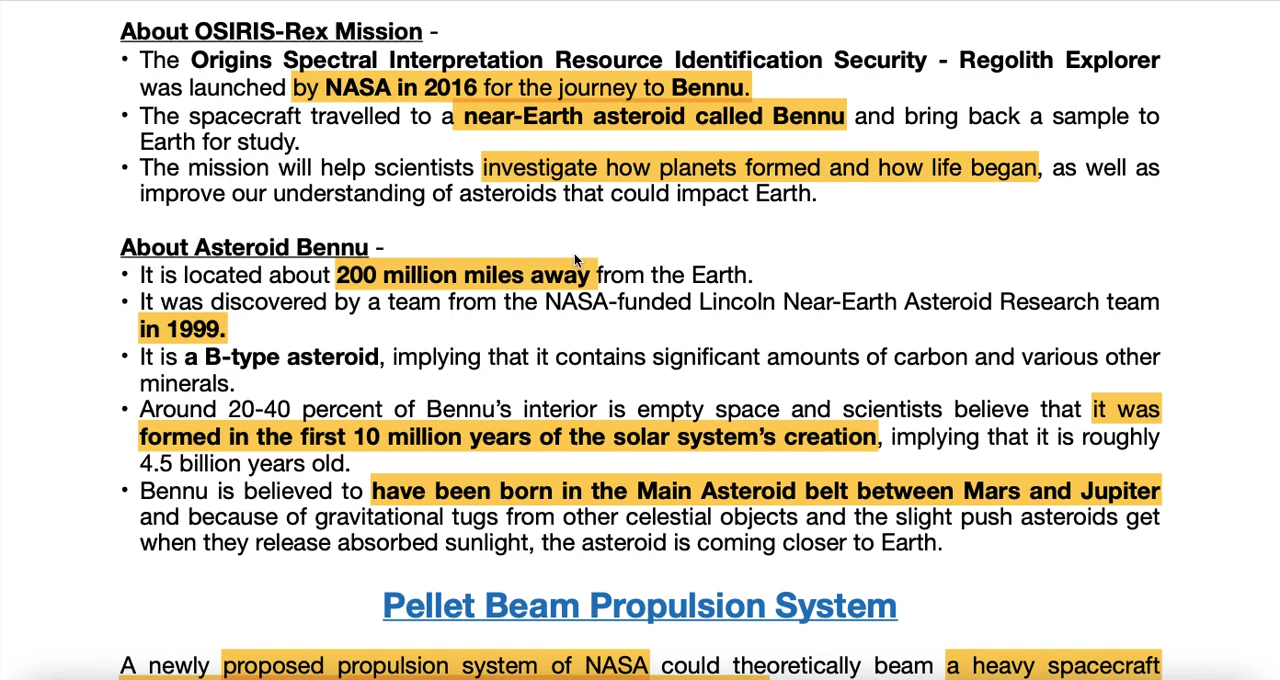 About OSIRIS-Rex Mission -
• The Origins Spectral Interpretation Resource Identification Security - Regolith Explorer
was launched by NASA in 2016 for the journey to Bennu.
• The spacecraft travelled to a near-Earth asteroid called Bennu and bring back a sample to
Earth for study.
• The mission will help scientists investigate how planets formed and how life began, as well as
improve our understanding of asteroids that could impact Earth.
About Asteroid Bennu -
• It is located about 200 million miles away from the Earth.
• It was discovered by a team from the NASA-funded Lincoln Near-Earth Asteroid Research team
in 1999.
• It is a B-type asteroid, implying that it contains significant amounts of carbon and various other
minerals.
• Around 20-40 percent of Bennu’s interior is empty space and scientists believe that it was
formed in the first 10 million years of the solar system’s creation, implying that it is roughly
4.5 billion years old.
• Bennu is believed to have been born in the Main Asteroid belt between Mars and Jupiter
and because of gravitational tugs from other celestial objects and the slight push asteroids get
when they release absorbed sunlight, the asteroid is coming closer to Earth.
Pellet Beam Propulsion System
A newly proposed propulsion system of NASA could theoretically beam a heavy spacecraft